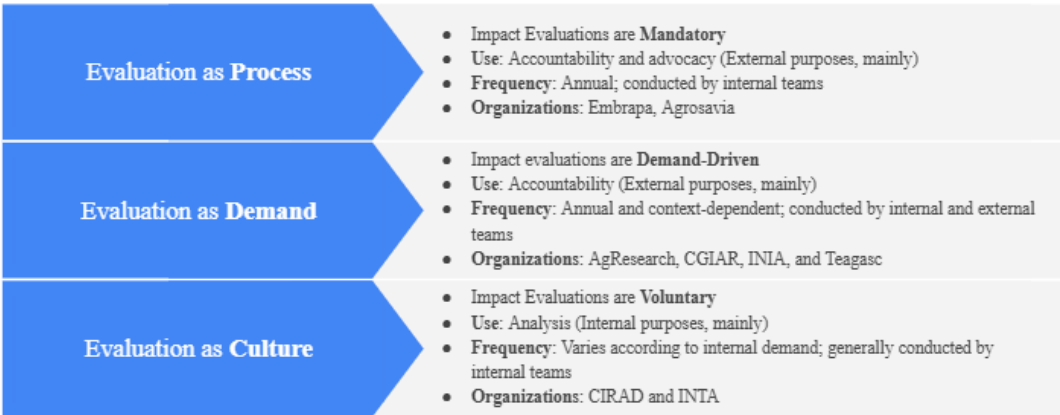 Evaluation as Process
• Impact Evaluations are Mandatory
• Use: Accountability and advocacy (External purposes, mainly)
• Frequency: Annual; conducted by internal teams
• Organizations: Embrapa, Agrosavia
Evaluation as Demand
• Impact evaluations are Demand-Driven
• Use: Accountability (External purposes, mainly)
• Frequency: Annual and context-dependent; conducted by internal and external
teams
• Organizations: AgResearch, CGIAR, INIA, and Teagasc
Evaluation as Culture
• Impact Evaluations are Voluntary
• Use: Analysis (Internal purposes, mainly)
• Frequency: Varies according to internal demand; generally conducted by
internal teams
• Organizations: CIRAD and INTA